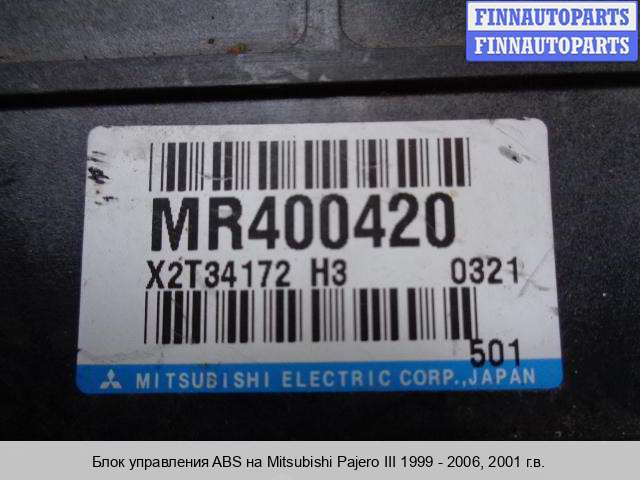 FINNAUTOPARTS
FINNAUTOPARTS
MR400420
X2T34172 H3 0321
501
MITSUBISHI ELECTRIC CORP.,JAPAN
Блок управления ABS на Mitsubishi Pajero III 1999 - 2006, 2001 г.в.